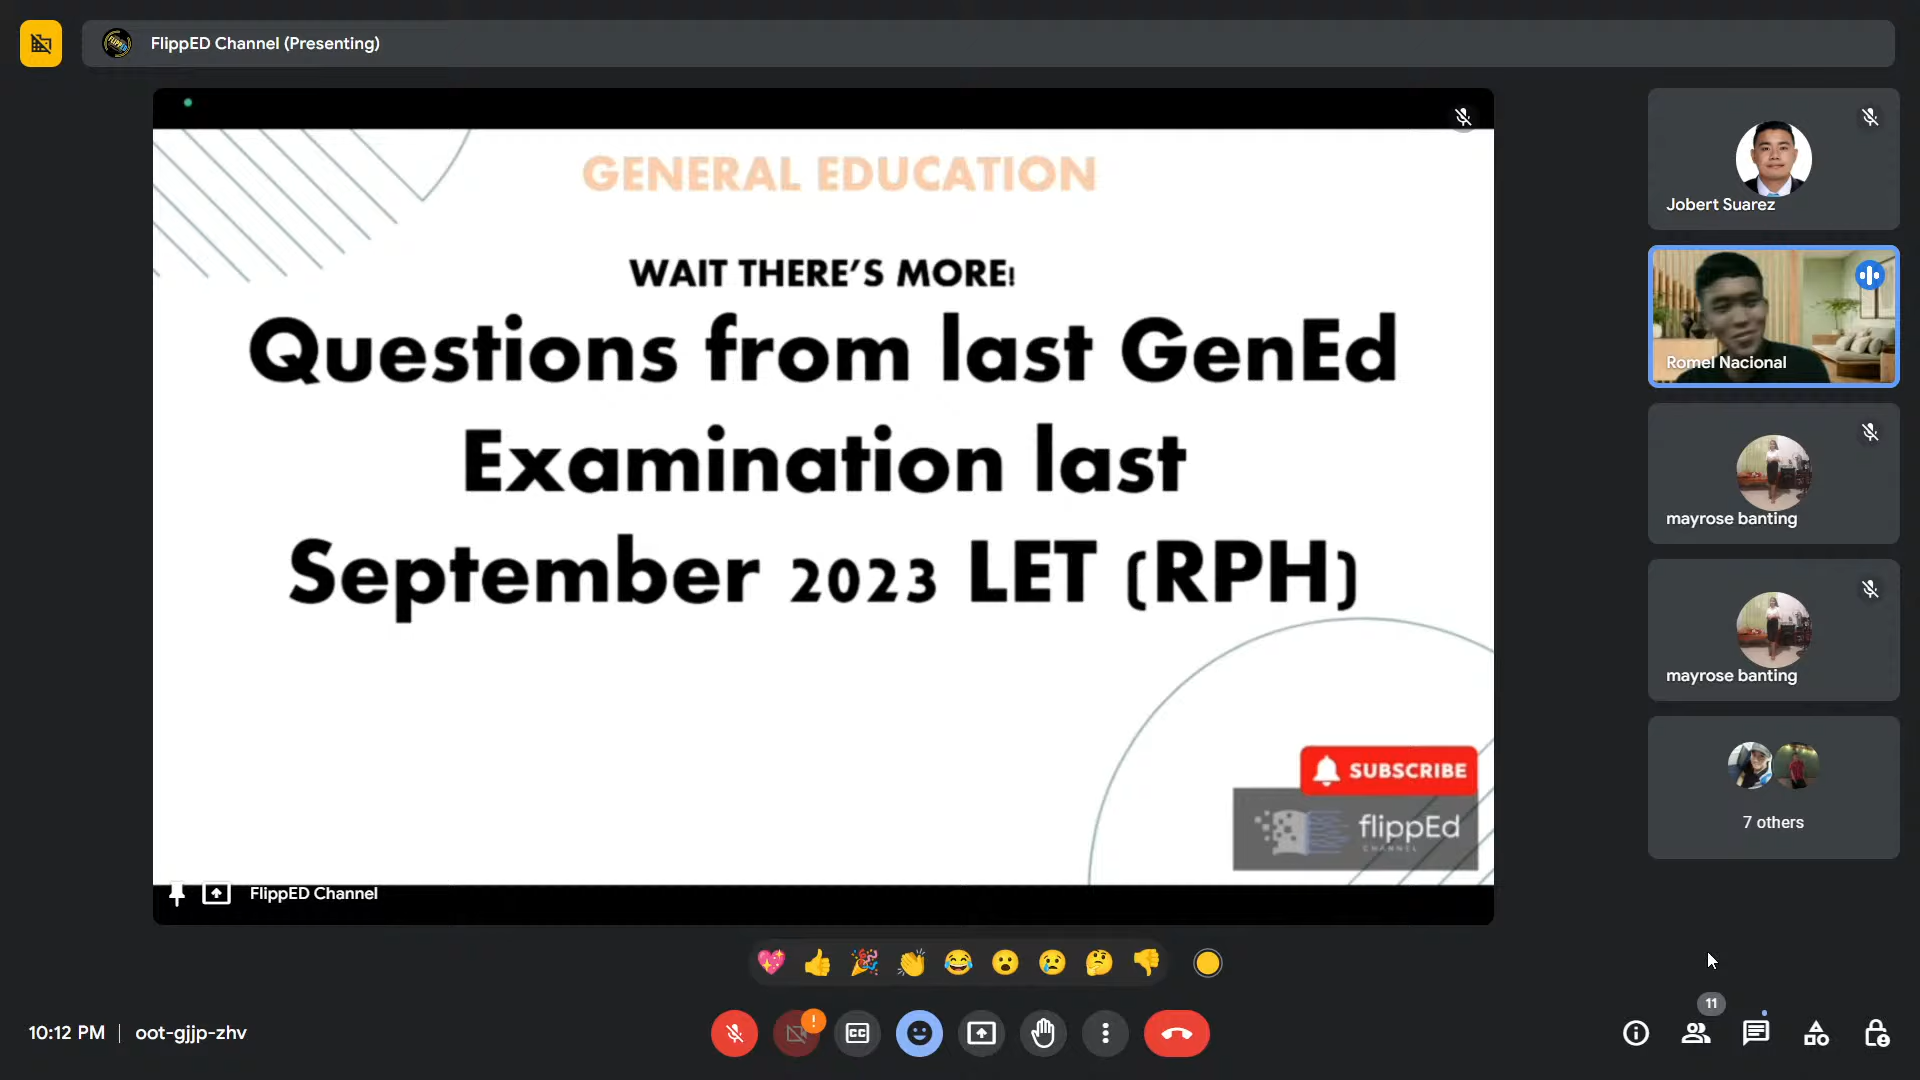 FlippED Channel (Presenting)
GENERAL EDUCATION
WAIT THERE'S MORE!
Questions from last GenEd
Examination last
September 2023 LET (RPH)
SUBSCRIBE
flippEd
CHANNEL
FlippED Channel
Jobert Suarez
Romel Nacional
mayrose banting
mayrose banting
7 others
10:12 PM | oot-gjjp-zhv
!
CC
11